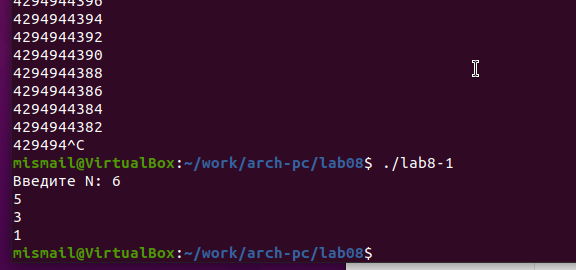 4294944396
4294944394
4294944392
4294944390
4294944388
4294944386
4294944384
4294944382
429494^C
mismail@VirtualBox:~/work/arch-pc/lab08$ ./lab8-1
Введите N: 6
5
3
1
mismail@VirtualBox:~/work/arch-pc/lab08$